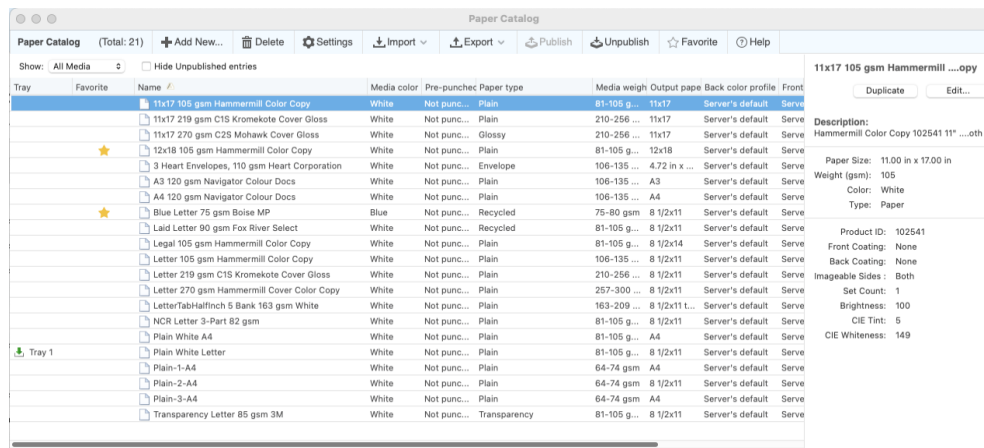 Paper Catalog
Paper Catalog (Total: 21) Add New... Delete Settings Import Export Publish Unpublish Favorite Help
Show: All Media Hide Unpublished entries
Tray Favorite Name Media color Pre-punched Paper type Media weigh Output pape Back color profile Front
11x17 105 gsm Hammermill Color Copy White Not punc... Plain 81-105 g... 11x17 Server's default Serve
11x17 219 gsm C1S Kromekote Cover Gloss White Not punc... Plain 210-256 ... 11x17 Server's default Serve
11x17 270 gsm C2S Mohawk Cover Gloss White Not punc... Glossy 210-256 ... 11x17 Server's default Serve
12x18 105 gsm Hammermill Color Copy White Not punc... Plain 81-105 g... 12x18 Server's default Serve
3 Heart Envelopes, 110 gsm Heart Corporation White Not punc... Envelope 106-135 ... 4.72 in x ... Server's default Serve
A3 120 gsm Navigator Colour Docs White Not punc... Plain 106-135 ... A3 Server's default Serve
A4 120 gsm Navigator Colour Docs White Not punc... Plain 106-135 ... A4 Server's default Serve
Blue Letter 75 gsm Boise MP Blue Not punc... Recycled 75-80 gsm 8 1/2x11 Server's default Serve
Laid Letter 90 gsm Fox River Select White Not punc... Recycled 81-105 g... 8 1/2x11 Server's default Serve
Legal 105 gsm Hammermill Color Copy White Not punc... Plain 81-105 g... 8 1/2x14 Server's default Serve
Letter 105 gsm Hammermill Color Copy White Not punc... Plain 106-135 ... 8 1/2x11 Server's default Serve
Letter 219 gsm C1S Kromekote Cover Gloss White Not punc... Plain 210-256 ... 8 1/2x11 Server's default Serve
Letter 270 gsm Hammermill Cover Color Copy White Not punc... Plain 257-300 ... 8 1/2x11 Server's default Serve
LetterTabHalfInch 5 Bank 163 gsm White White Not punc... Plain 163-209 ... 8 1/2x11 t... Server's default Serve
NCR Letter 3-Part 82 gsm White Not punc... Plain 81-105 g... 8 1/2x11 Server's default Serve
Plain White A4 White Not punc... Plain 81-105 g... A4 Server's default Serve
Tray 1 Plain White Letter White Not punc... Plain 81-105 g... 8 1/2x11 Server's default Serve
Plain-1-A4 White Not punc... Plain 64-74 gsm A4 Server's default Serve
Plain-2-A4 White Not punc... Plain 64-74 gsm 8 1/2x11 Server's default Serve
Plain-3-A4 White Not punc... Plain 64-74 gsm A4 Server's default Serve
Transparency Letter 85 gsm 3M White Not punc... Transparency 81-105 g... 8 1/2x11 Server's default Serve
11x17 105 gsm Hammermill ....opy
Duplicate Edit...
Description:
Hammermill Color Copy 102541 11" ....oth
Paper Size: 11.00 in x 17.00 in
Weight (gsm): 105
Color: White
Type: Paper
Product ID: 102541
Front Coating: None
Back Coating: None
Imageable Sides : Both
Set Count: 1
Brightness: 100
CIE Tint: 5
CIE Whiteness: 149